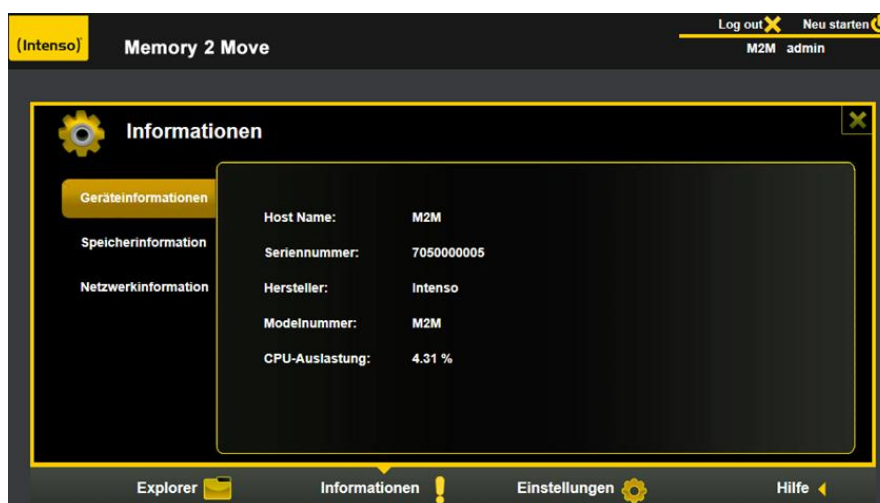 Log out Neu starten
(Intenso)
Memory 2 Move
M2M admin
Informationen
Geräteinformationen
Speicherinformation
Netzwerkinformation
Host Name: M2M
Seriennummer: 7050000005
Hersteller: Intenso
Modelnummer: M2M
CPU-Auslastung: 4.31 %
Explorer Informationen Einstellungen Hilfe